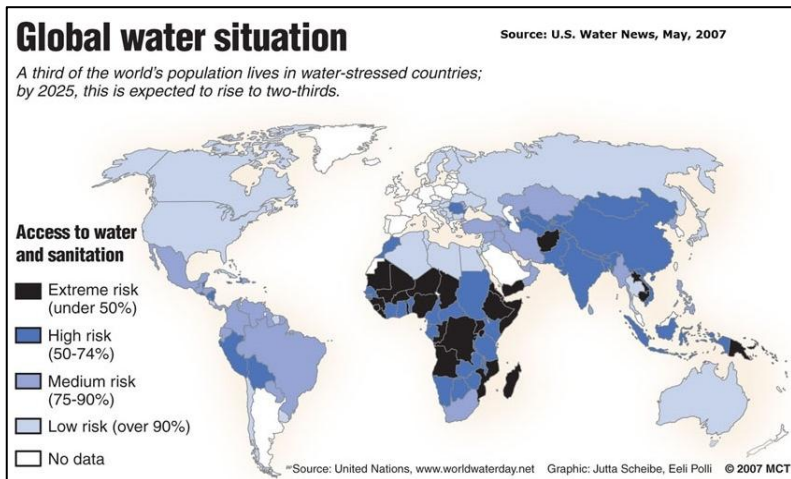 Global water situation
Source: U.S. Water News, May, 2007
A third of the world's population lives in water-stressed countries;
by 2025, this is expected to rise to two-thirds.
Access to water
and sanitation
Extreme risk
(under 50%)
High risk
(50-74%)
Medium risk
(75-90%)
Low risk (over 90%)
No data
Source: United Nations, www.worldwaterday.net Graphic: Jutta Scheibe, Eeli Polli © 2007 MCT